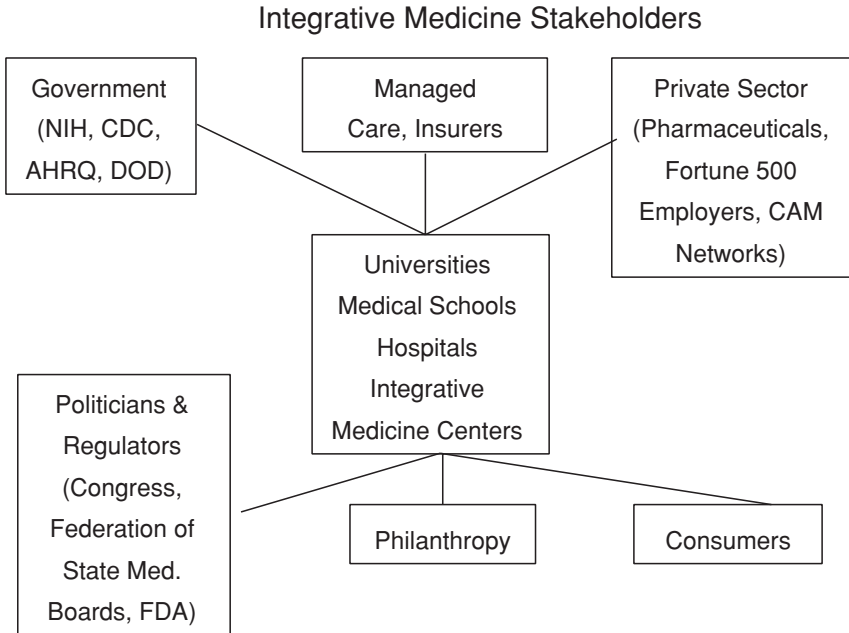 Integrative Medicine Stakeholders
Government
(NIH, CDC,
AHRQ, DOD)
Managed
Care, Insurers
Private Sector
(Pharmaceuticals,
Fortune 500
Employers, CAM
Networks)
Universities
Medical Schools
Hospitals
Integrative
Medicine Centers
Politicians &
Regulators
(Congress,
Federation of
State Med.
Boards, FDA)
Philanthropy
Consumers